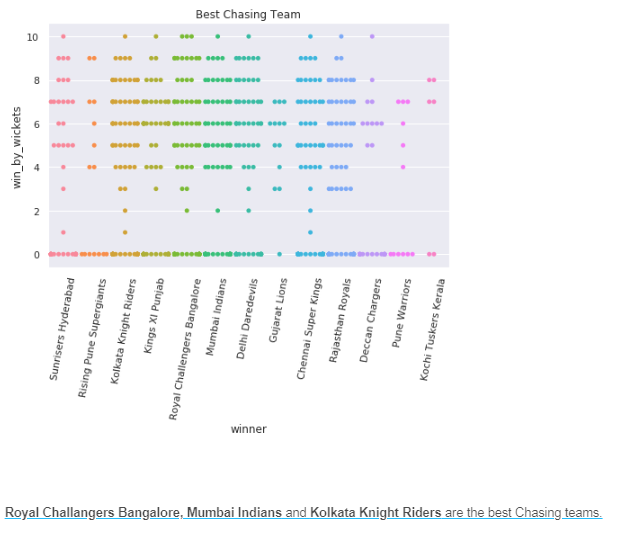 Best Chasing Team
10
8
6
4
2
0
win_by_wickets
Sunrisers Hyderabad
Rising Pune Supergiants
Kolkata Knight Riders
Kings XI Punjab
Royal Challengers Bangalore
Mumbai Indians
Delhi Daredevils
Gujarat Lions
Chennai Super Kings
Rajasthan Royals
Deccan Chargers
Pune Warriors
Kochi Tuskers Kerala
winner
Royal Challangers Bangalore, Mumbai Indians and Kolkata Knight Riders are the best Chasing teams.